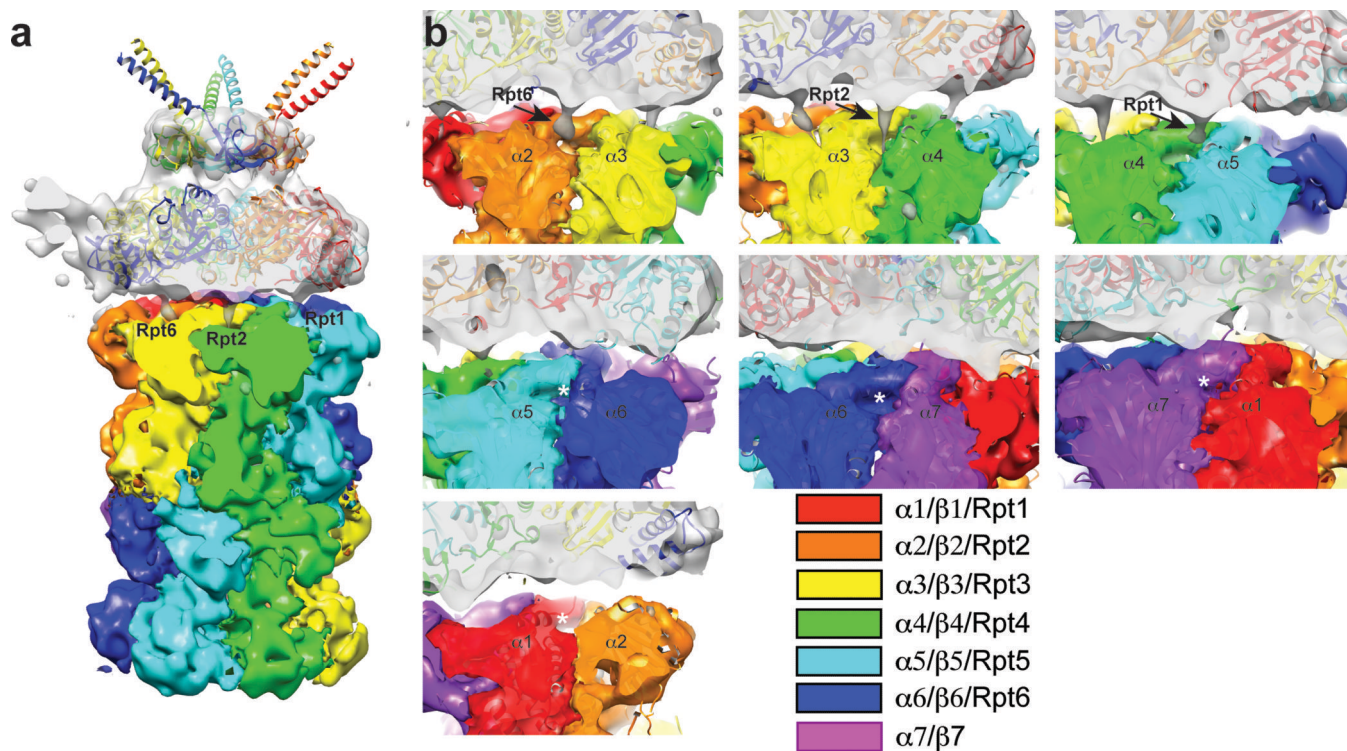 a
b
Rpt6
Rpt2
Rpt1
Rpt6
α2
α3
Rpt2
α3
α4
Rpt1
α4
α5
α5
*
α6
α6
*
α7
α7
*
α1
α1
*
α2
α1/β1/Rpt1
α2/β2/Rpt2
α3/β3/Rpt3
α4/β4/Rpt4
α5/β5/Rpt5
α6/β6/Rpt6
α7/β7